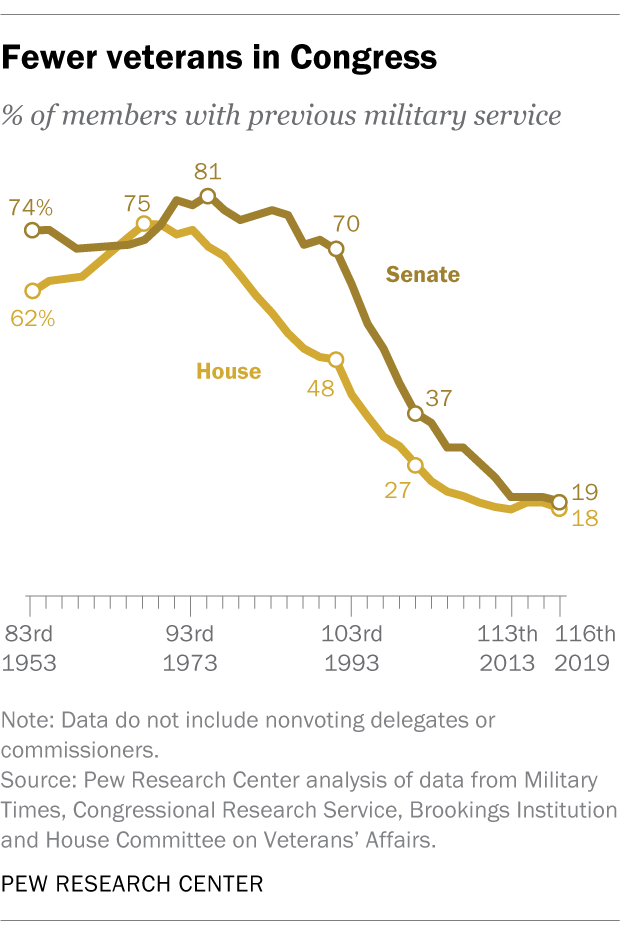 Fewer veterans in Congress
% of members with previous military service
81
75
74%
70
Senate
62%
House
48
37
27
19
18
83rd 93rd 103rd 113th 116th
1953 1973 1993 2013 2019
Note: Data do not include nonvoting delegates or
commissioners.
Source: Pew Research Center analysis of data from Military
Times, Congressional Research Service, Brookings Institution
and House Committee on Veterans’ Affairs.
PEW RESEARCH CENTER